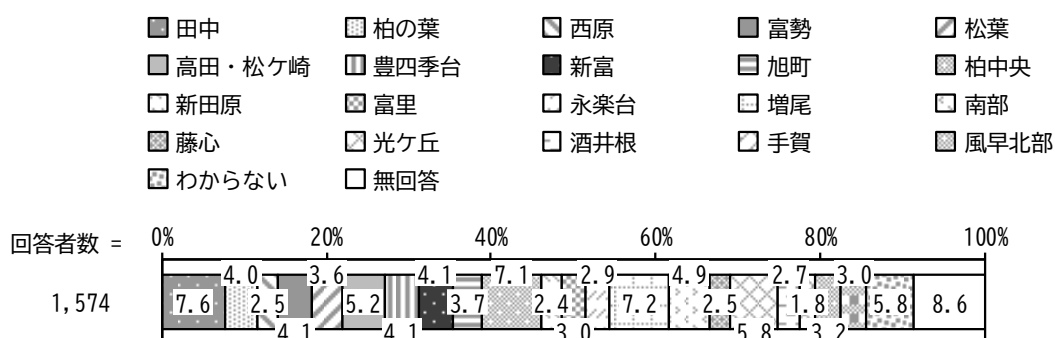 田中 柏の葉 西原 富勢 松葉
高田・松ケ崎 豊四季台 新富 旭町 柏中央
新田原 富里 永楽台 増尾 南部
藤心 光ケ丘 酒井根 手賀 風早北部
わからない 無回答
回答者数 = 0% 20% 40% 60% 80% 100%
4.0 3.6 4.1 7.1 2.9 4.9 2.7 3.0
1,574 7.6 2.5 5.2 3.7 2.4 7.2 2.5 1.8 5.8 8.6
4.1 4.1 3.0 5.8 3.2